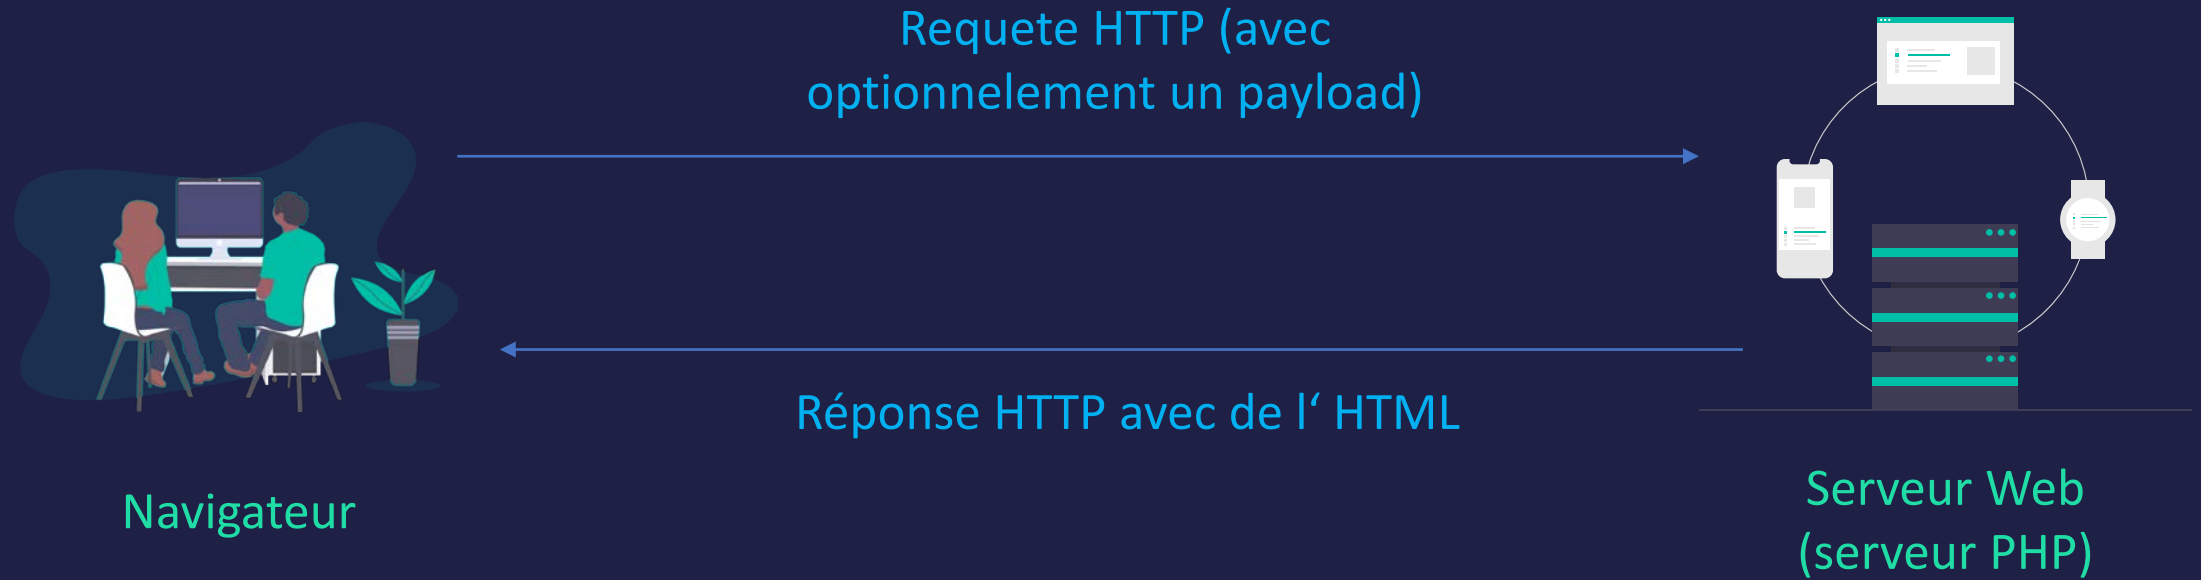 Requete HTTP (avec
optionnelement un payload)
Réponse HTTP avec de l‘ HTML
Navigateur
Serveur Web
(serveur PHP)